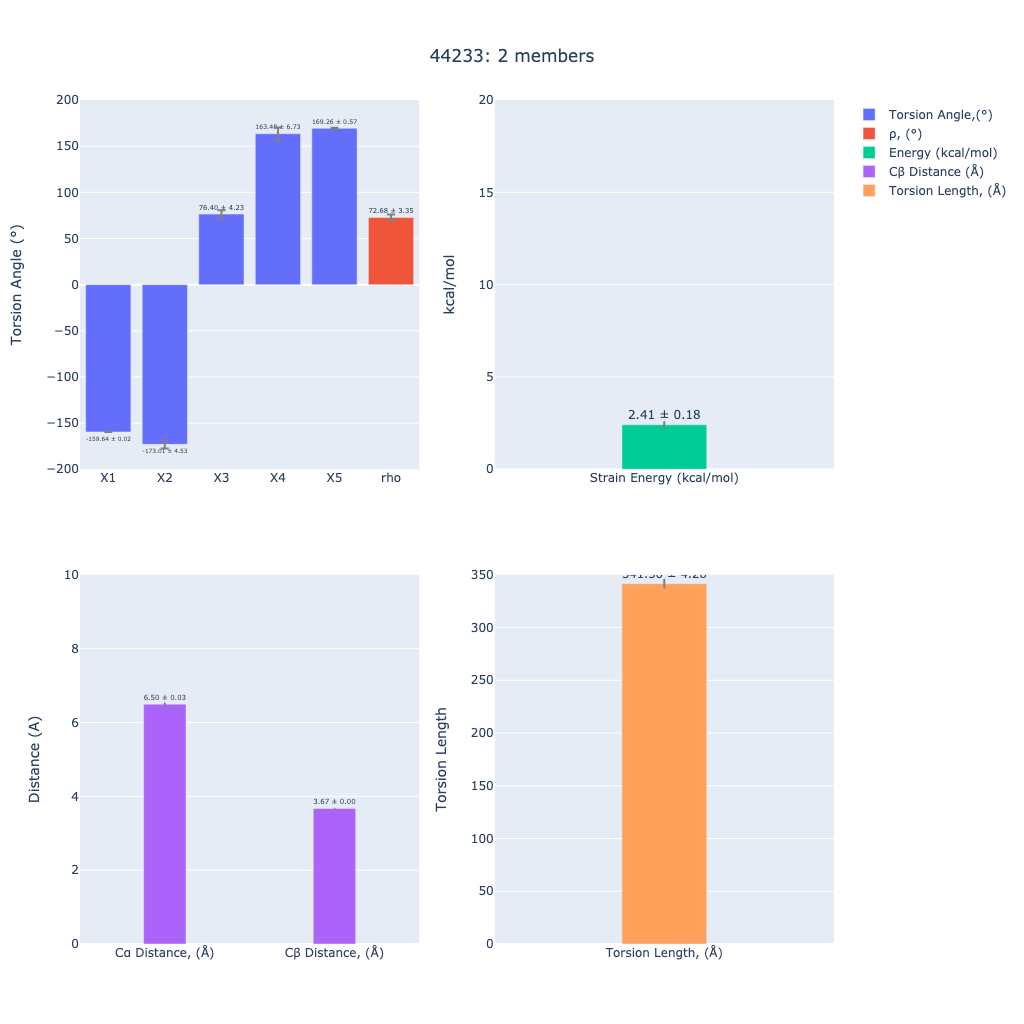 44233: 2 members
Torsion Angle (°)
200
150
100
50
0
−50
−100
−150
−200
-159.64 ± 0.02
-173.01 ± 4.53
76.40 ± 4.23
163.48 ± 6.73
169.26 ± 0.57
72.68 ± 3.35
X1 X2 X3 X4 X5 rho
kcal/mol
20
15
10
5
0
2.41 ± 0.18
Strain Energy (kcal/mol)
Torsion Angle,(°)
ρ, (°)
Energy (kcal/mol)
Cβ Distance (Å)
Torsion Length, (Å)
Distance (A)
10
8
6
4
2
0
6.50 ± 0.03
3.67 ± 0.00
Cα Distance, (Å) Cβ Distance, (Å)
Torsion Length
350
300
250
200
150
100
50
0
Torsion Length, (Å)